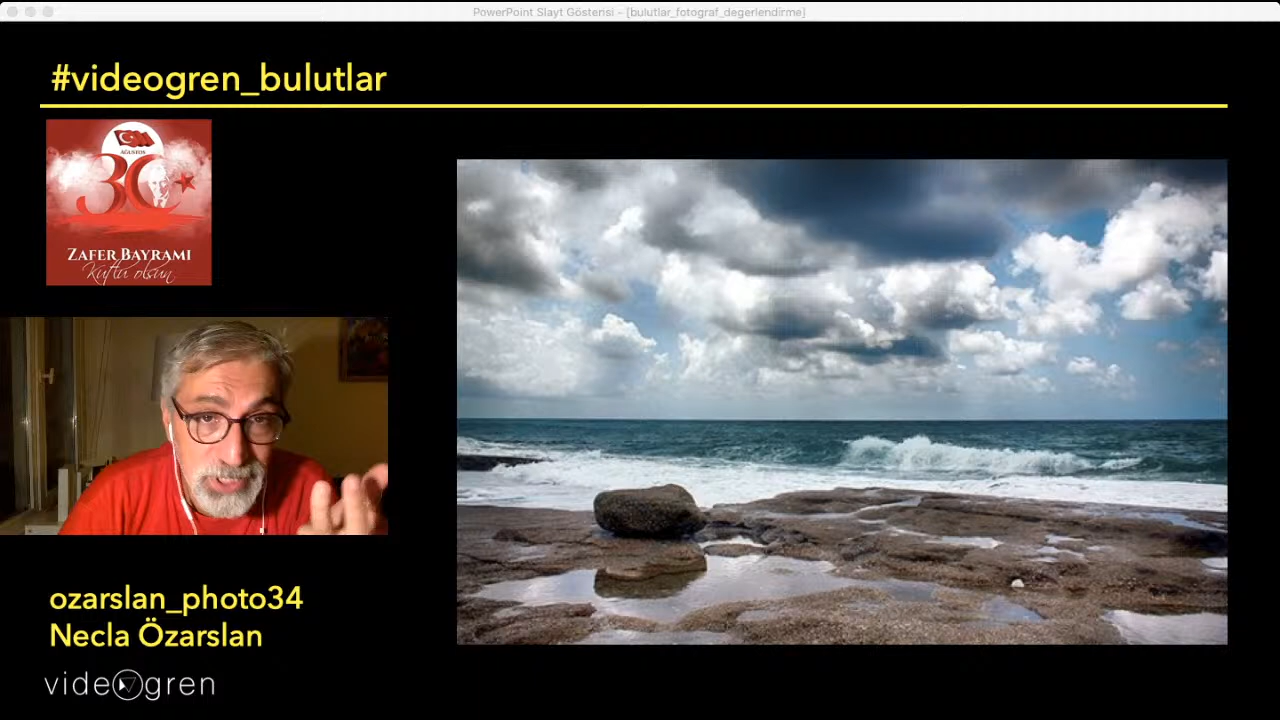 PowerPoint Slayt Gösterisi - [bulutlar_fotograf_degerlendirme]
#videogren_bulutlar
AĞUSTOS
30
ZAFER BAYRAMI
Kutlu olsun
ozarslan_photo34
Necla Özarslan
videogren